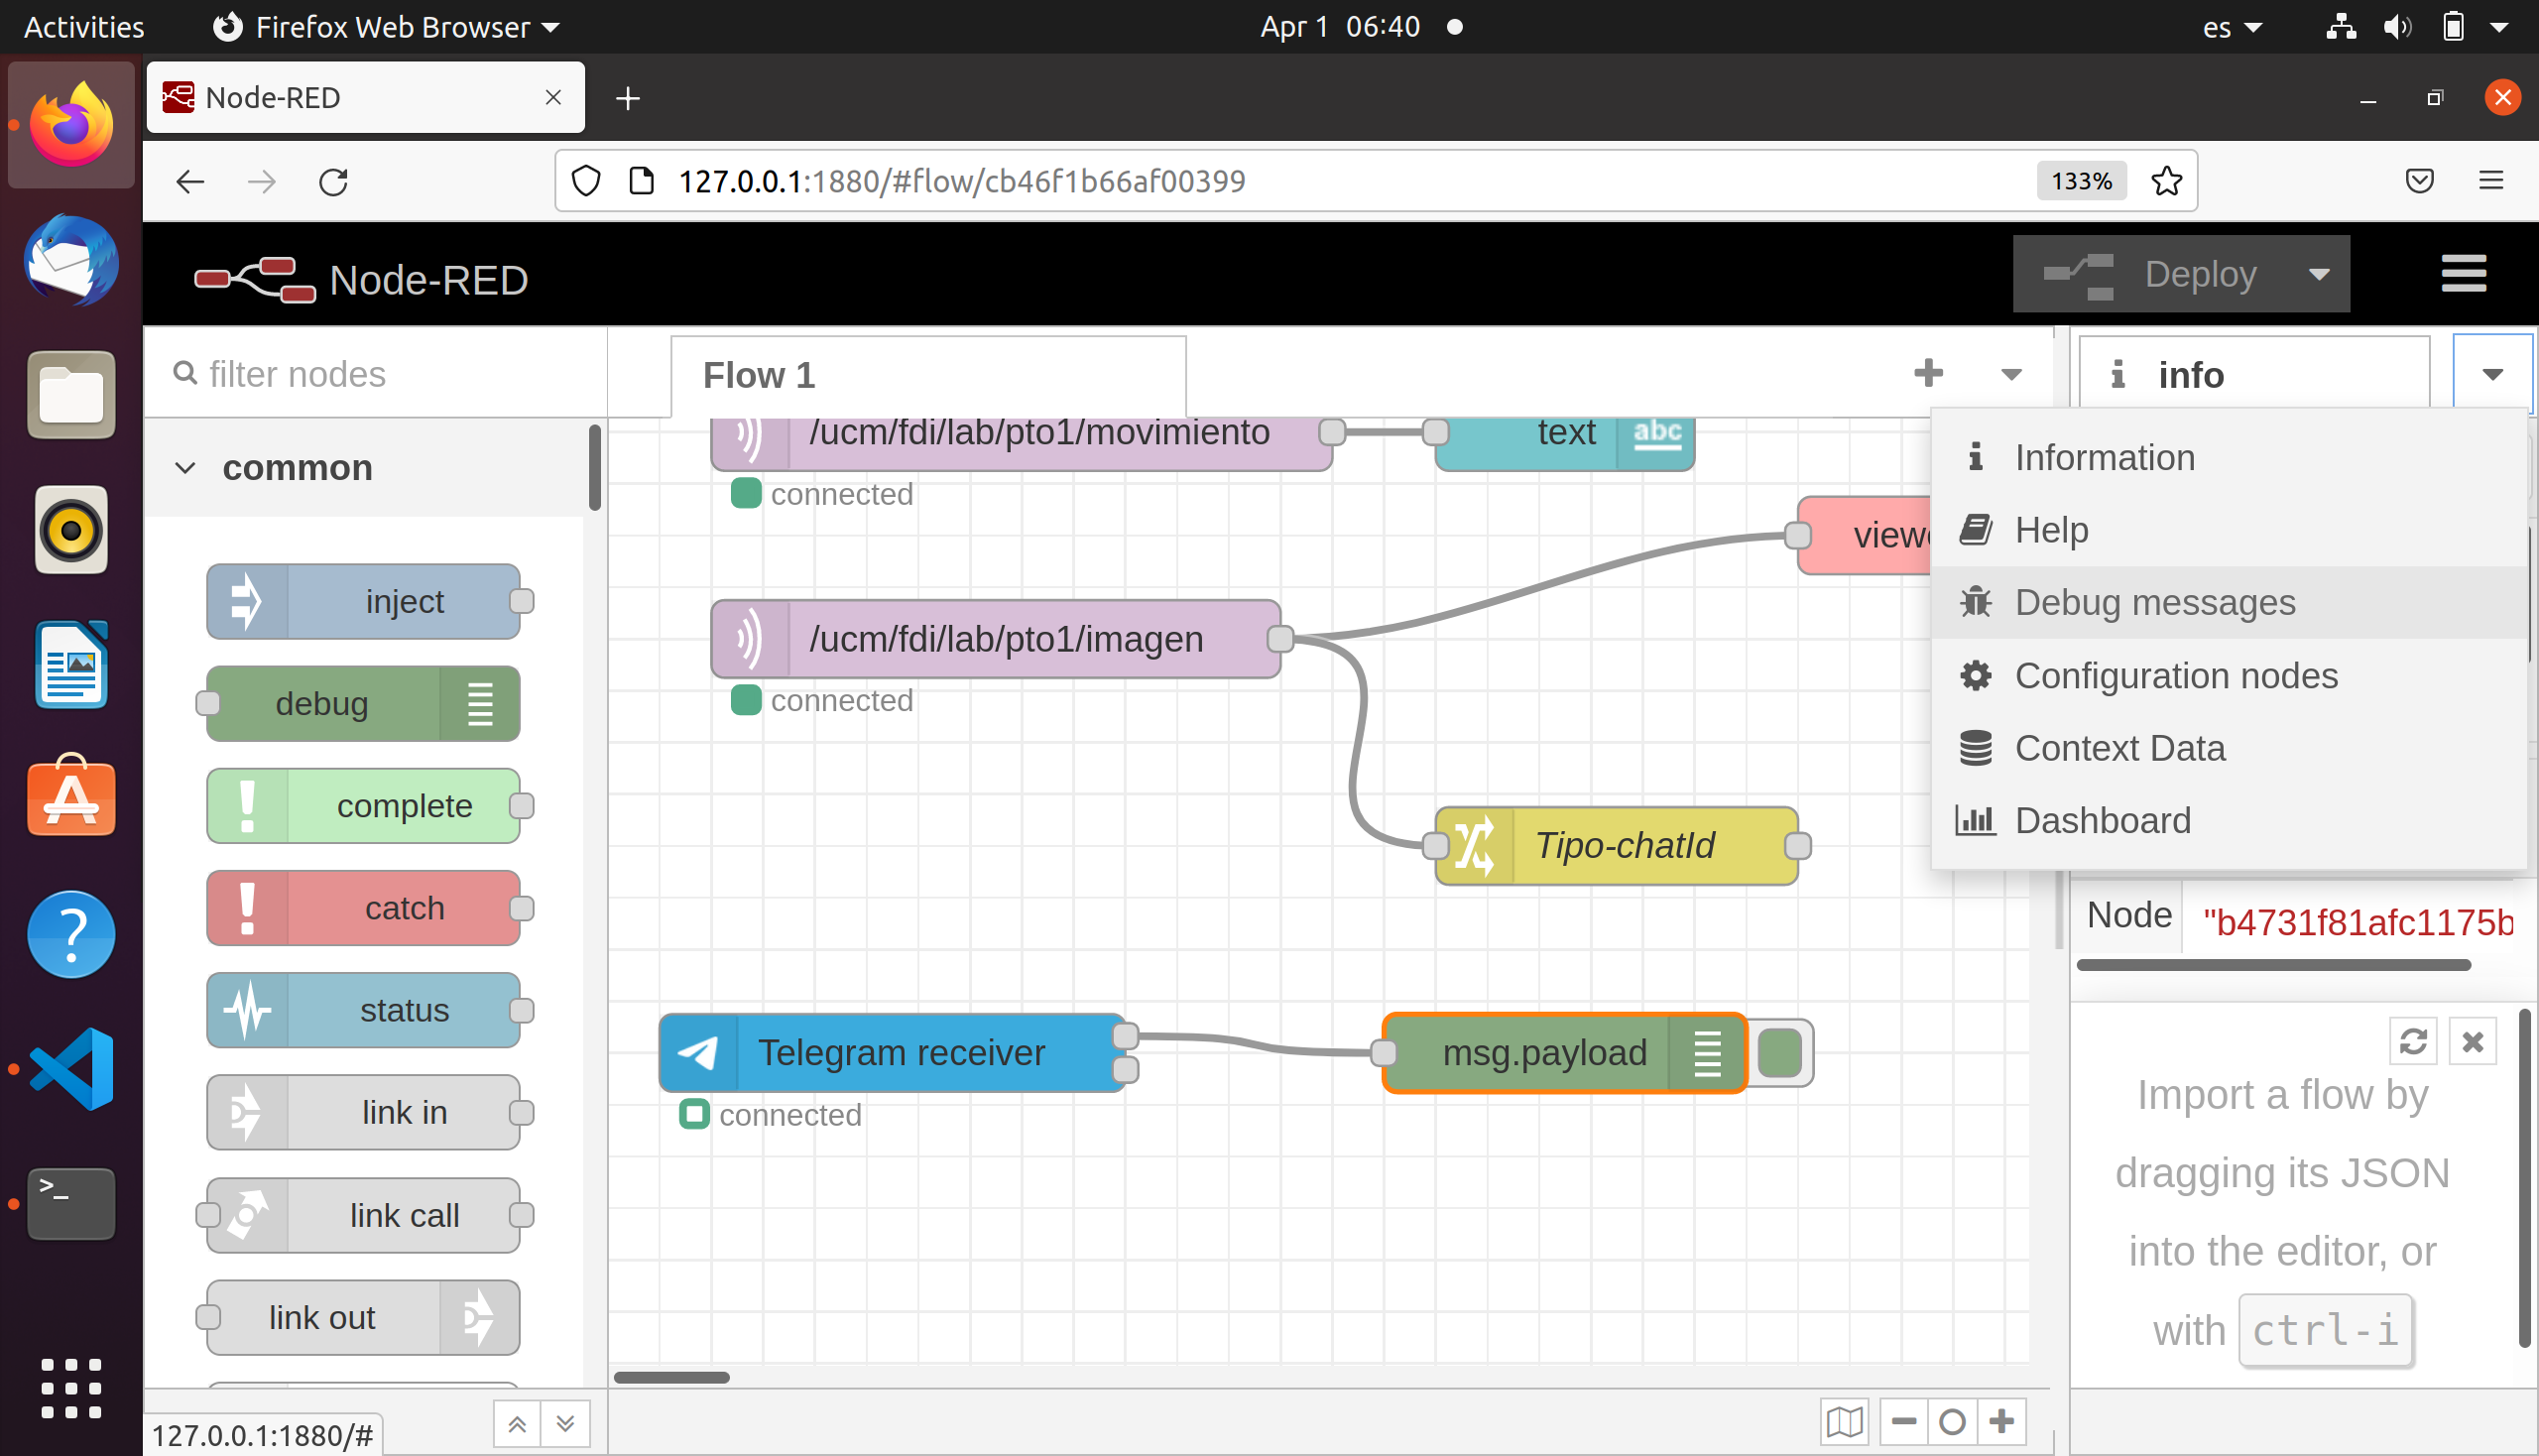 Activities
Firefox Web Browser
Apr 1 06:40
es
Node-RED
127.0.0.1:1880/#flow/cb46f1b66af00399
133%
Node-RED
Deploy
filter nodes
Flow 1
info
common
inject
debug
complete
catch
status
link in
link call
link out
/ucm/fdi/lab/pto1/movimiento
text
abc
connected
/ucm/fdi/lab/pto1/imagen
connected
Tipo-chatId
Telegram receiver
msg.payload
connected
Information
Help
Debug messages
Configuration nodes
Context Data
Dashboard
Node
"b4731f81afc1175b
Import a flow by
dragging its JSON
into the editor, or
with ctrl-i
127.0.0.1:1880/#